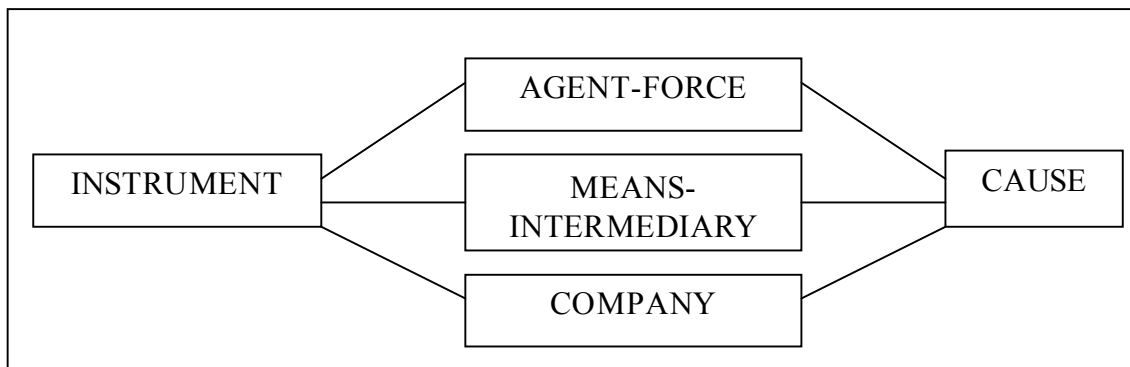 AGENT-FORCE
INSTRUMENT
MEANS-
INTERMEDIARY
CAUSE
COMPANY